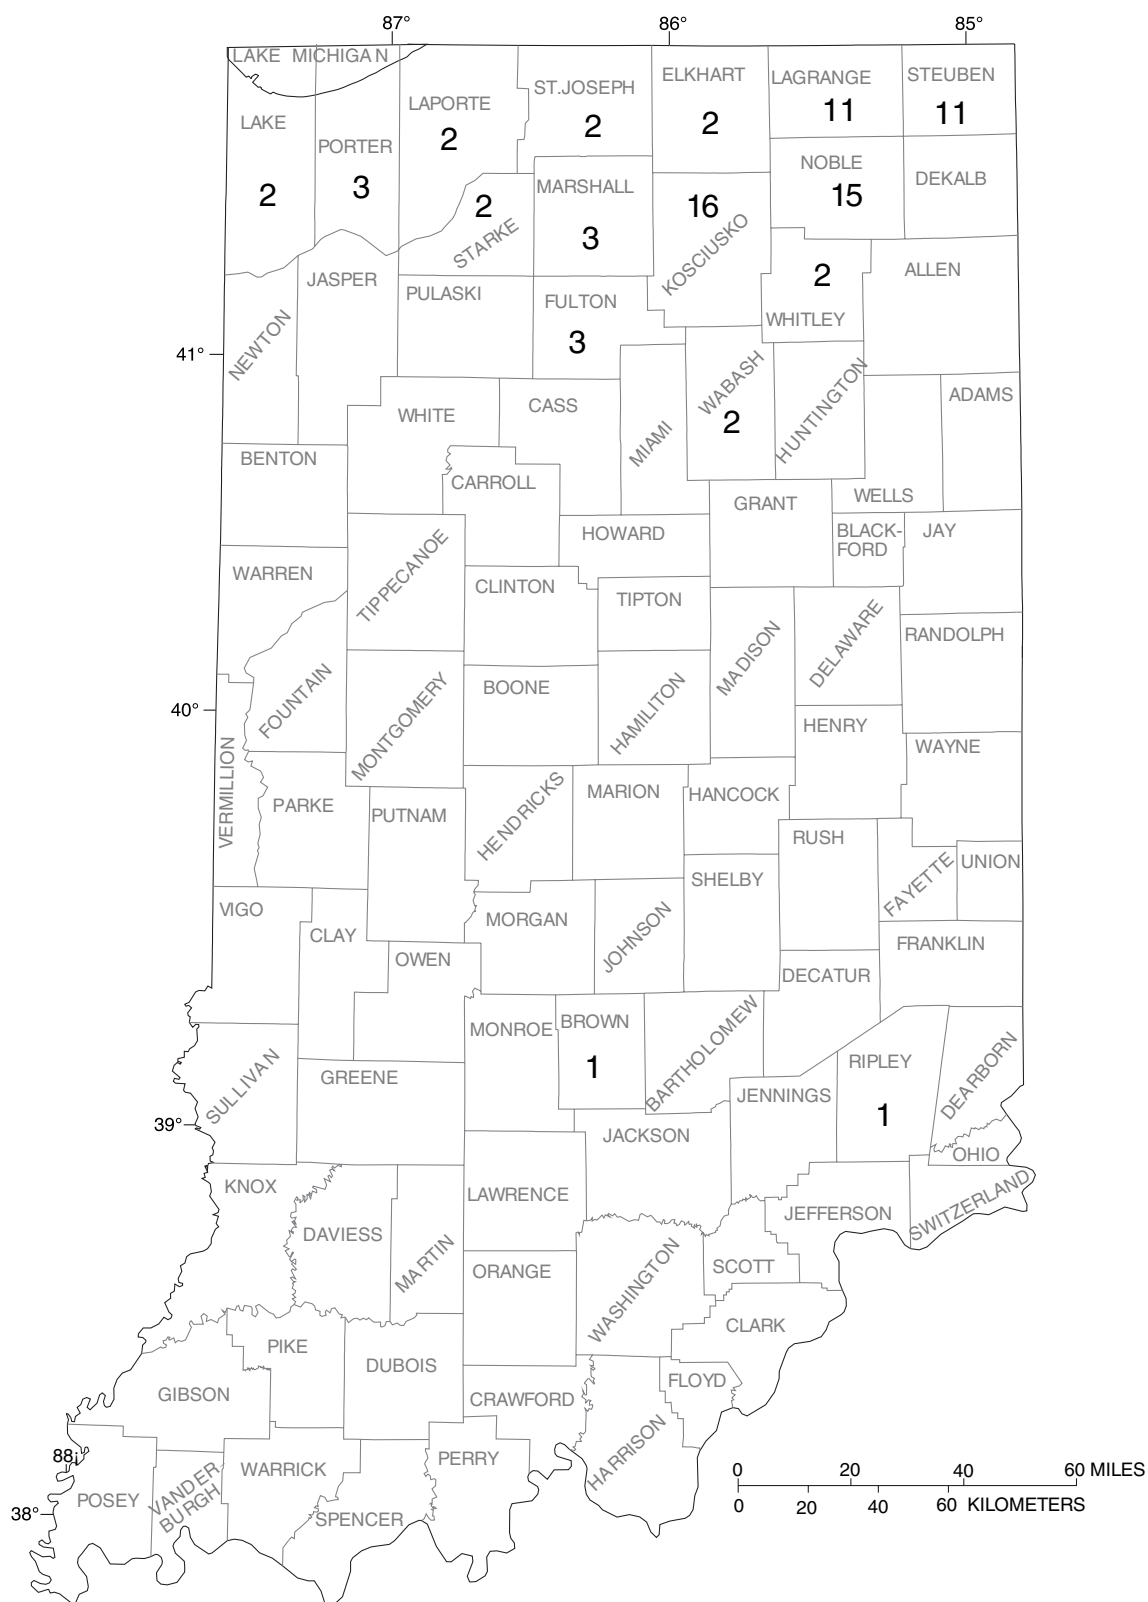 87° 86° 85°
LAKE MICHIGAN
LAKE
2
PORTER
3
LAPORTE
2
ST.JOSEPH
2
ELKHART
2
LAGRANGE
11
STEUBEN
11
2
STARKE
MARSHALL
3
16
KOSCIUSKO
NOBLE
15
DEKALB
JASPER
PULASKI
FULTON
3
2
WHITLEY
ALLEN
41°
NEWTON
WHITE
CASS
MIAMI
WABASH
2
HUNTINGTON
ADAMS
BENTON
CARROLL
GRANT
WELLS
HOWARD
BLACK-
FORD
JAY
WARREN
TIPPECANOE
CLINTON
TIPTON
MADISON
DELAWARE
RANDOLPH
40°
FOUNTAIN
MONTGOMERY
BOONE
HAMILITON
HENRY
WAYNE
VERMILLION
PARKE
PUTNAM
HENDRICKS
MARION
HANCOCK
RUSH
FAYETTE
UNION
VIGO
CLAY
OWEN
MORGAN
JOHNSON
SHELBY
DECATUR
FRANKLIN
SULLIVAN
GREENE
MONROE
BROWN
1
BARTHOLOMEW
JENNINGS
RIPLEY
1
DEARBORN
39°
JACKSON
OHIO
KNOX
DAVIESS
MARTIN
LAWRENCE
JEFFERSON
SWITZERLAND
ORANGE
WASHINGTON
SCOTT
CLARK
PIKE
DUBOIS
GIBSON
CRAWFORD
FLOYD
HARRISON
88¡
WARRICK
PERRY
38°
POSEY
VANDER
BURGH
SPENCER
0 20 40 60 MILES
0 20 40 60 KILOMETERS